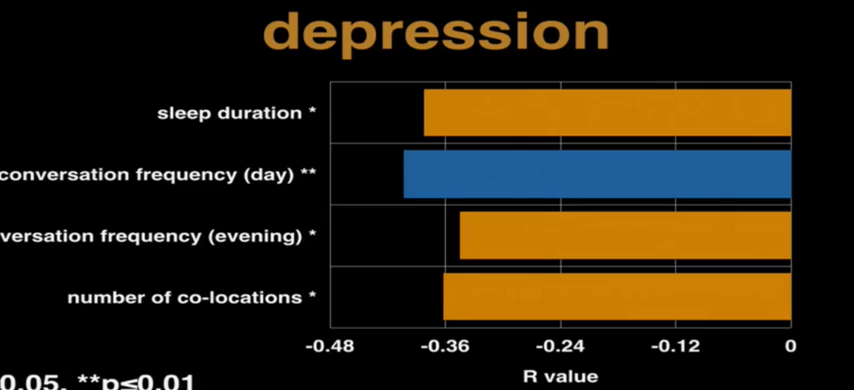 depression
sleep duration *
conversation frequency (day) **
versation frequency (evening) *
number of co-locations *
-0.48 -0.36 -0.24 -0.12 0
R value
0.05, **p≤0.01